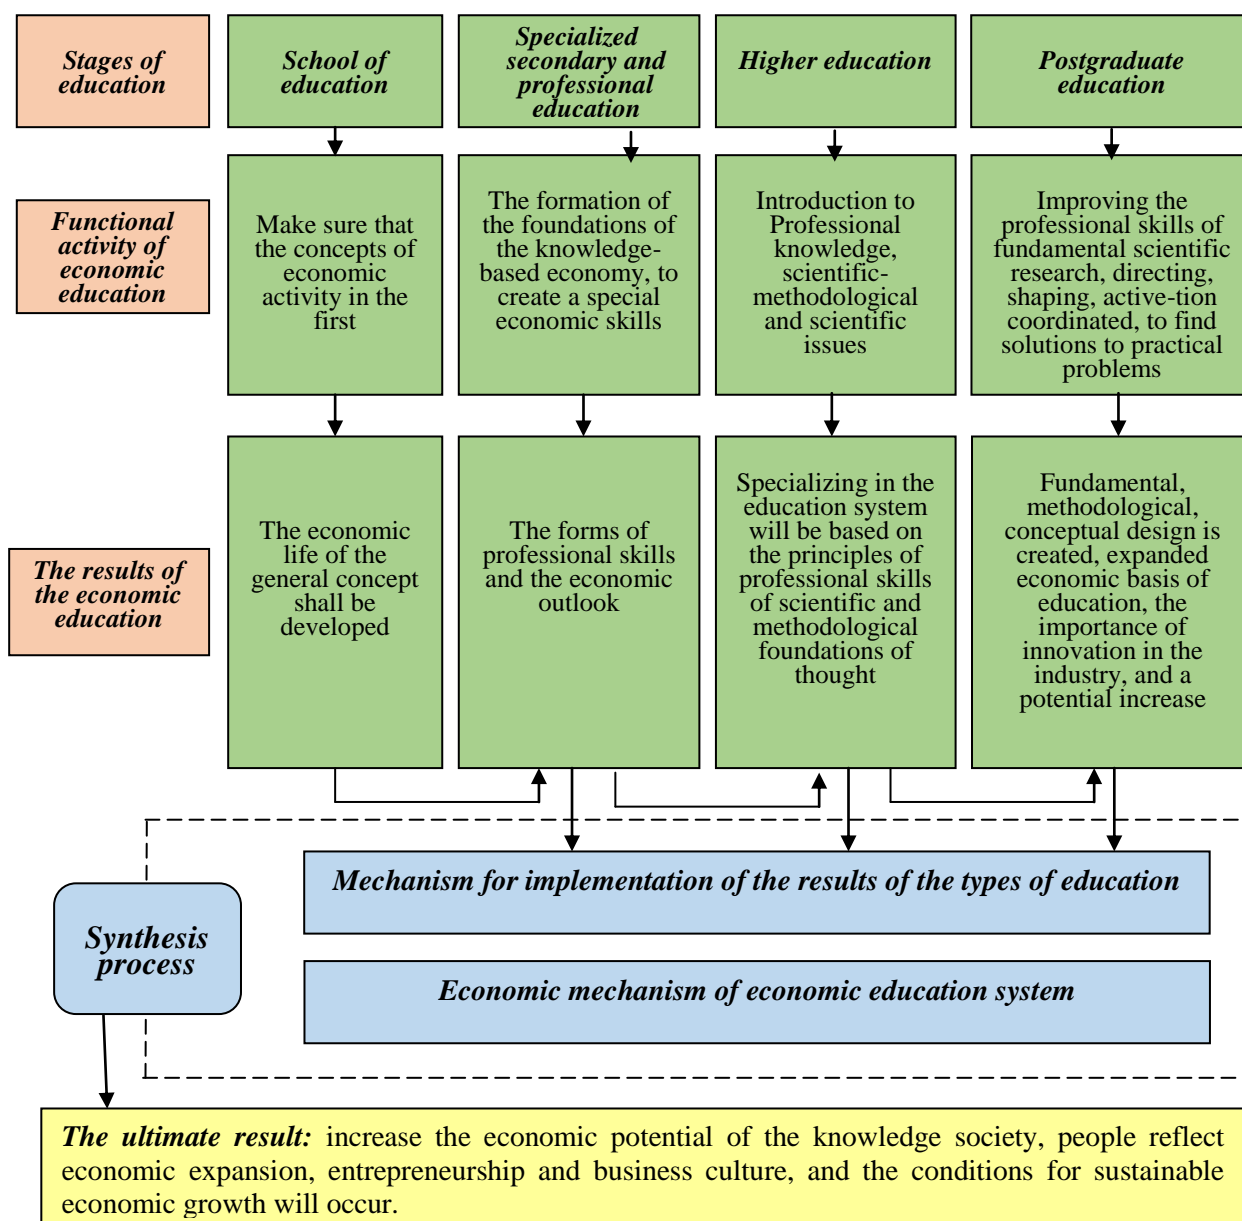 Stages of
education
School of
education
Specialized
secondary and
professional
education
Higher education
Postgraduate
education
Functional
activity of
economic
education
Make sure that
the concepts of
economic
activity in the
first
The formation of
the foundations of
the knowledge-
based economy, to
create a special
economic skills
Introduction to
Professional
knowledge,
scientific-
methodological
and scientific
issues
Improving the
professional skills of
fundamental scientific
research, directing,
shaping, active-tion
coordinated, to find
solutions to practical
problems
The results of
the economic
education
The economic
life of the
general concept
shall be
developed
The forms of
professional skills
and the economic
outlook
Specializing in the
education system
will be based on
the principles of
professional skills
of scientific and
methodological
foundations of
thought
Fundamental,
methodological,
conceptual design is
created, expanded
economic basis of
education, the
importance of
innovation in the
industry, and a
potential increase
Mechanism for implementation of the results of the types of education
Synthesis
process
Economic mechanism of economic education system
The ultimate result: increase the economic potential of the knowledge society, people reflect
economic expansion, entrepreneurship and business culture, and the conditions for sustainable
economic growth will occur.